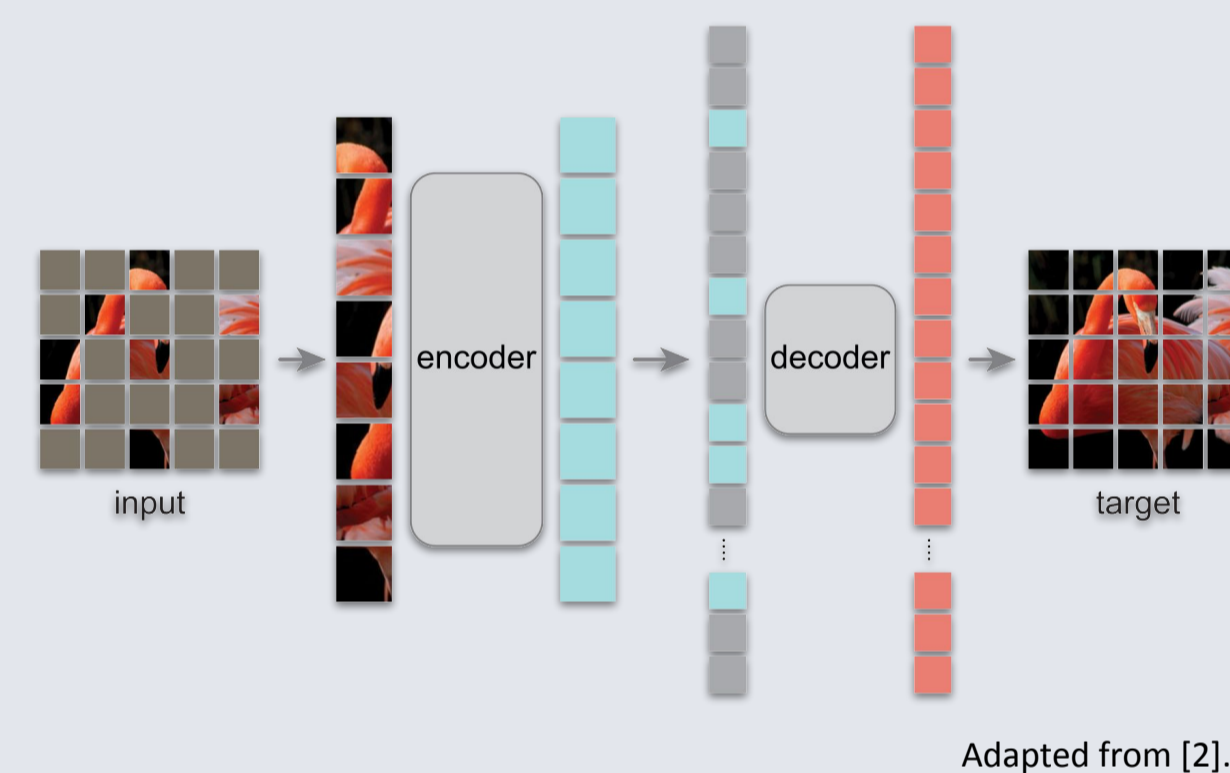 encoder
decoder
input
target
Adapted from [2].